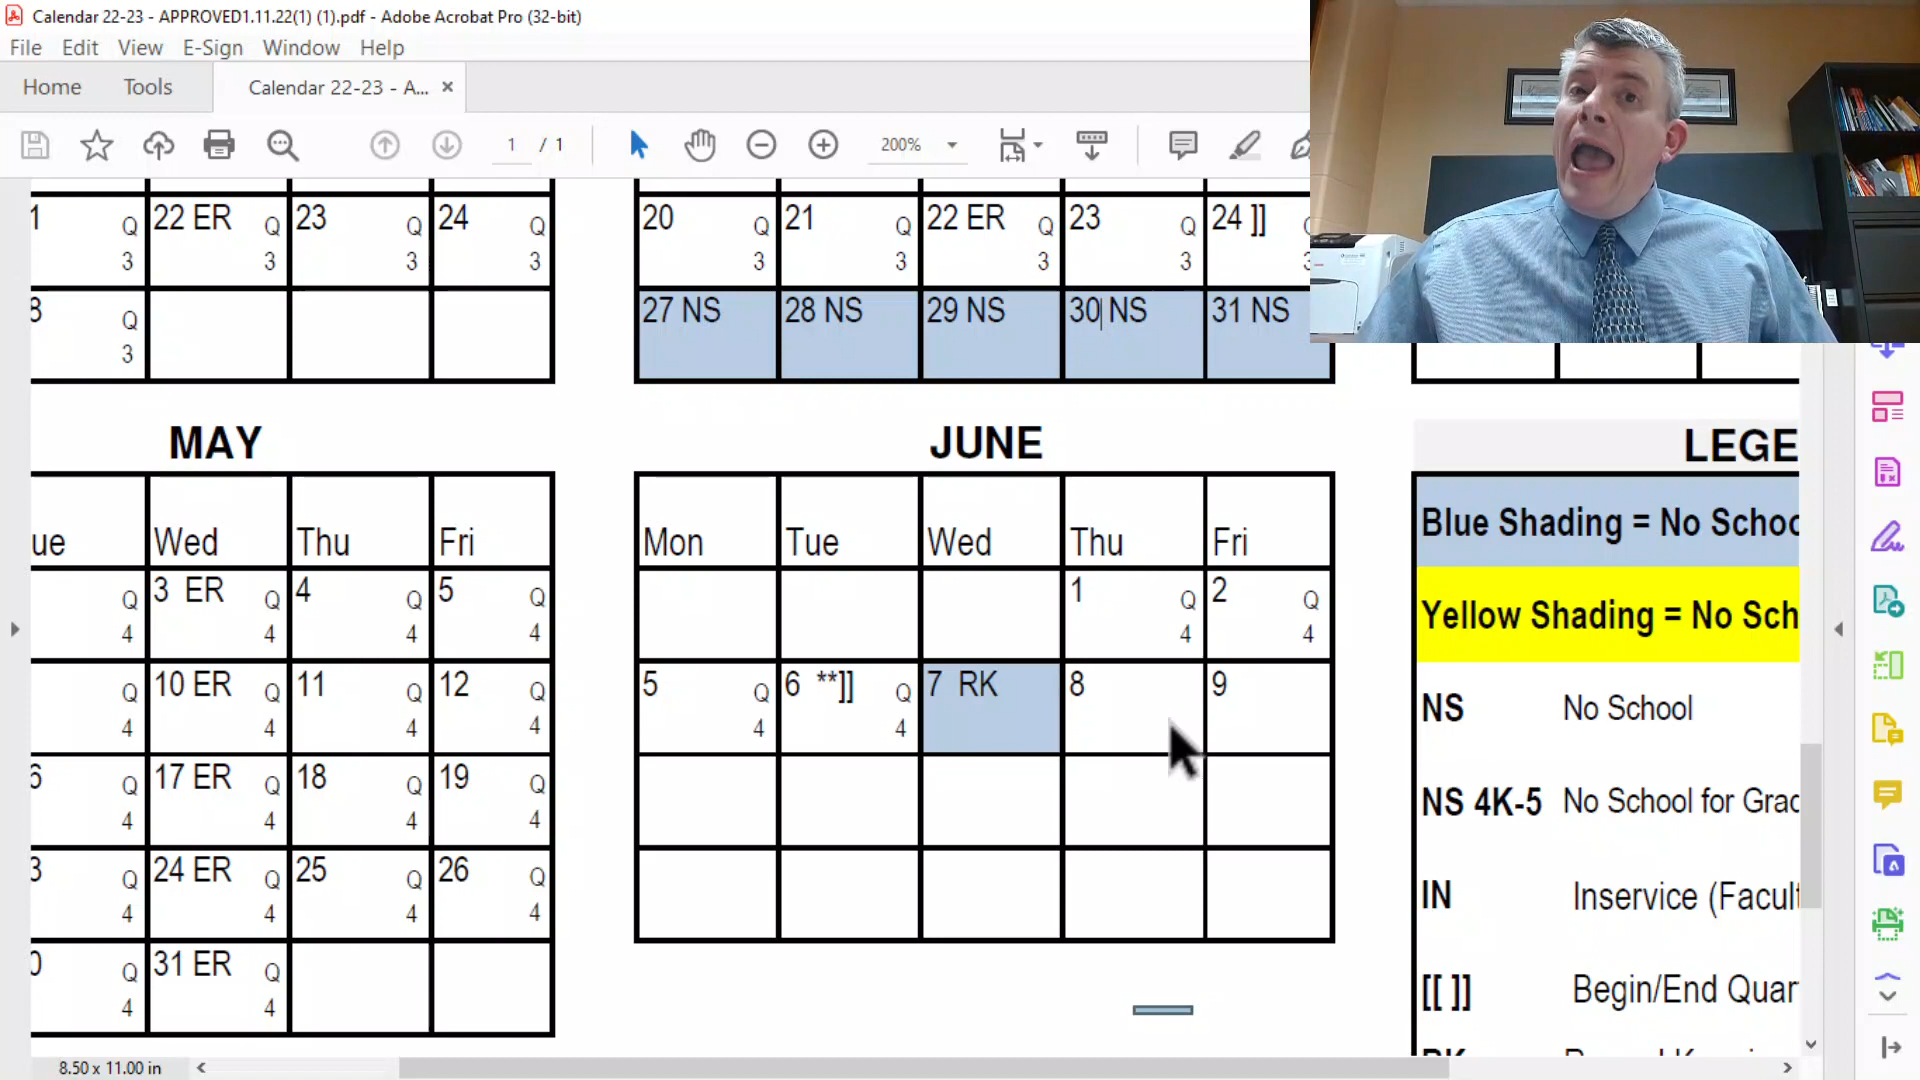 Calendar 22-23 - APPROVED1.11.22(1) (1).pdf - Adobe Acrobat Pro (32-bit)
File Edit View E-Sign Window Help
Home Tools Calendar 22-23 - A... ×
1 / 1 200%
1 Q 3 22 ER Q 3 23 Q 3 24 Q 3
8 Q 3
20 Q 3 21 Q 3 22 ER Q 3 23 Q 3 24 ]]
27 NS 28 NS 29 NS 30 NS 31 NS
MAY
ue Wed Thu Fri
Q 4 3 ER Q 4 4 Q 4 5 Q 4
Q 4 10 ER Q 4 11 Q 4 12 Q 4
6 Q 4 17 ER Q 4 18 Q 4 19 Q 4
3 Q 4 24 ER Q 4 25 Q 4 26 Q 4
0 Q 4 31 ER Q 4
JUNE
Mon Tue Wed Thu Fri
1 Q 4 2 Q 4
5 Q 4 6 **]] Q 4 7 RK 8 9
LEGE
Blue Shading = No Schoo
Yellow Shading = No Sch
NS No School
NS 4K-5 No School for Grad
IN Inservice (Facult
[[ ]] Begin/End Quar
8.50 x 11.00 in